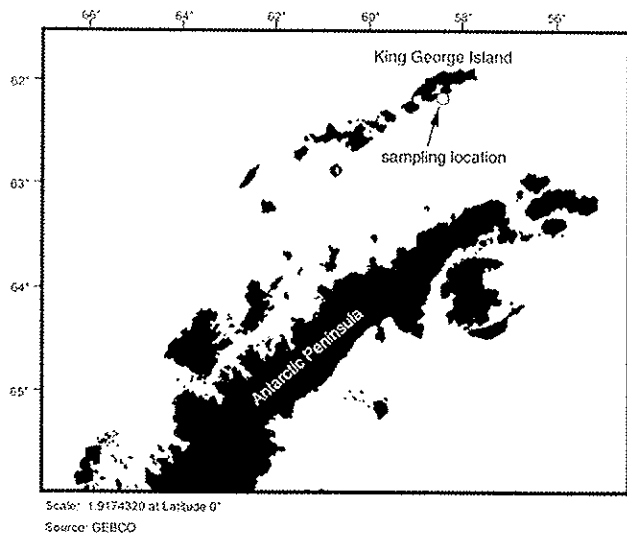 66° 64° 62° 60° 58° 56°
King George Island
62°
sampling location
63°
64°
Antarctic Peninsula
65°
Scale: 1:9174320 at Latitude 0°
Source: GEBCO